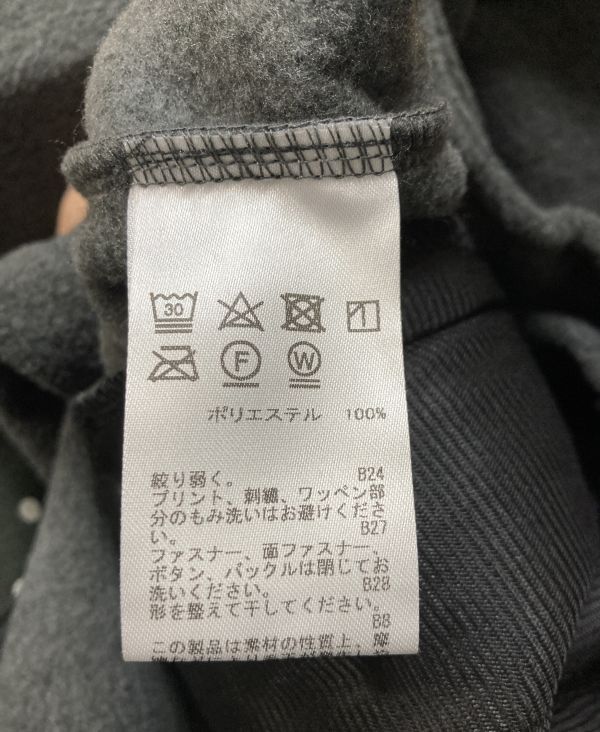 30
F W
ポリエステル 100%
絞り弱く。 B24
プリント、刺繍、ワッペン部
分のもみ洗いはお避けくださ
い。 B27
ファスナー、面ファスナー、
ボタン、バックルは閉じてお
洗いください。 B28
形を整えて干してください。
B8
この製品は素材の性質上、摩